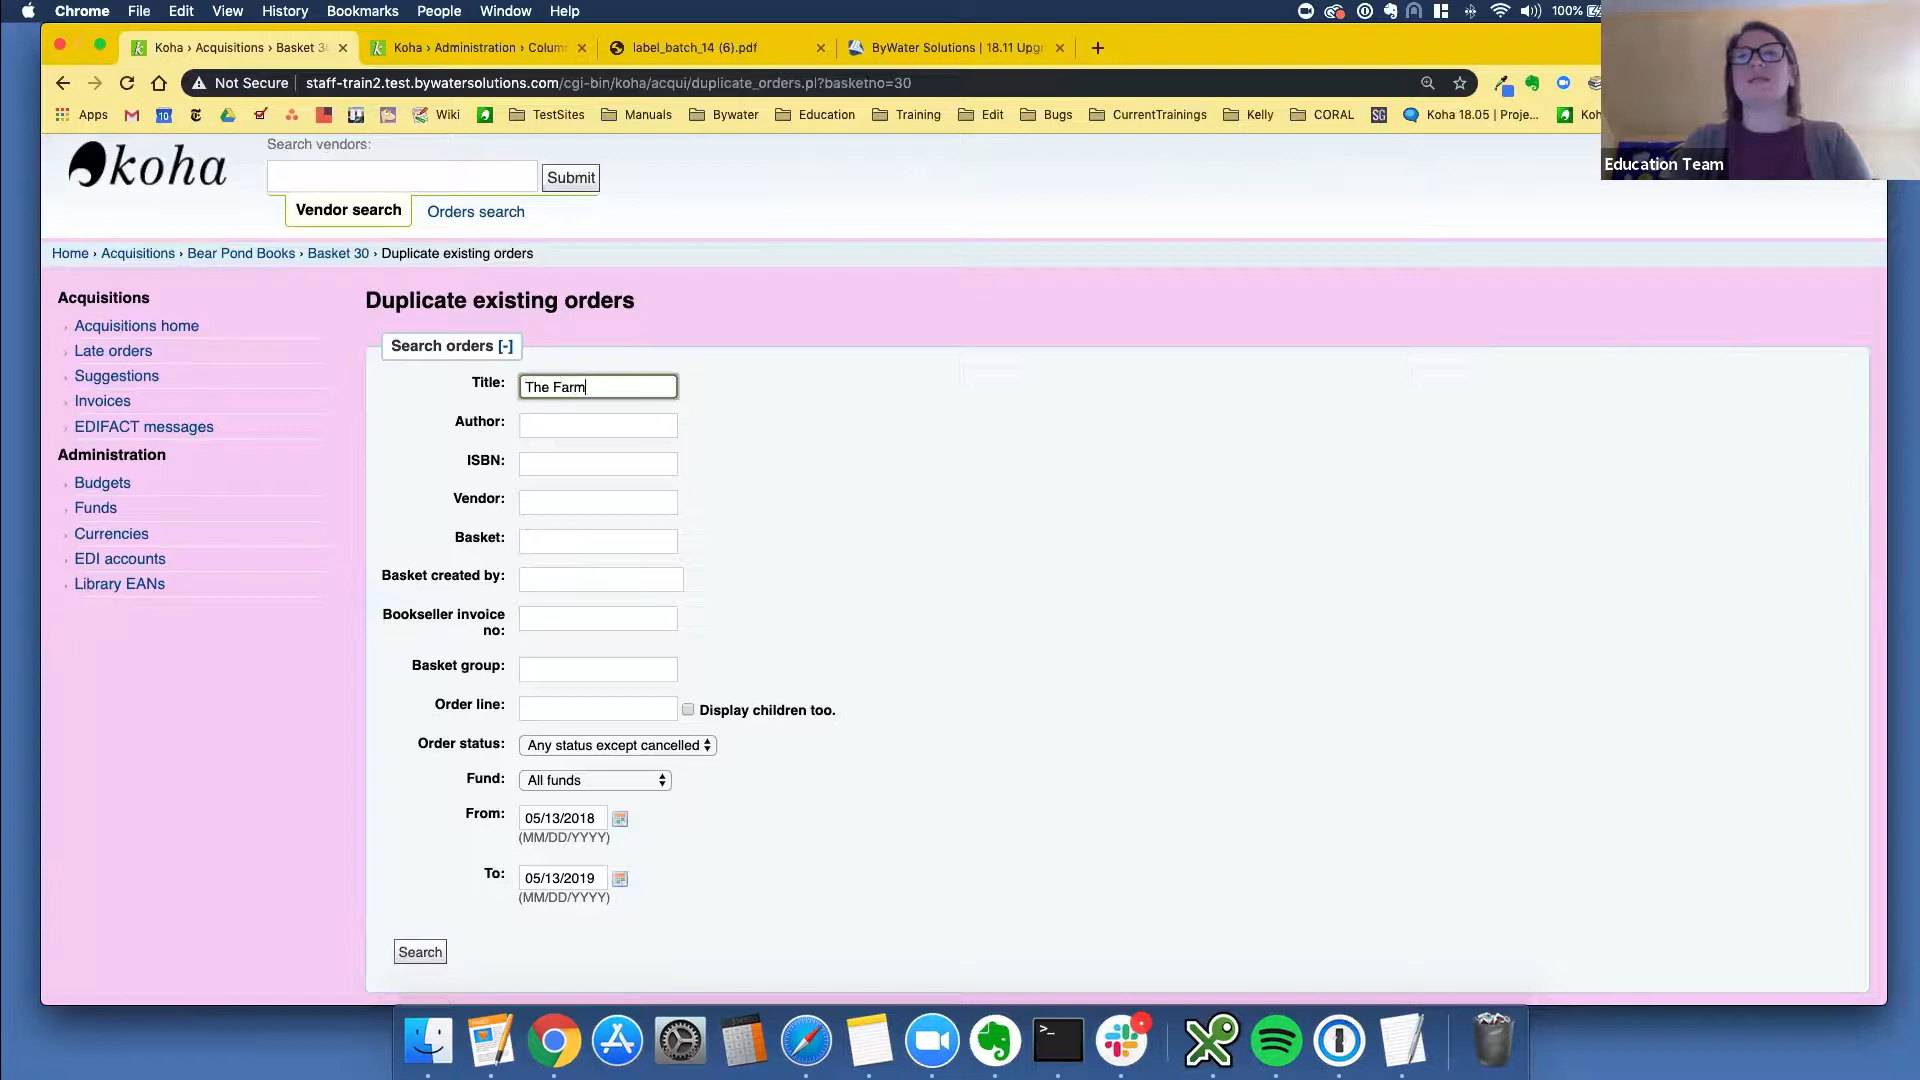 Chrome File Edit View History Bookmarks People Window Help 100%
Koha › Acquisitions › Basket 30
Koha › Administration › Colum
label_batch_14 (6).pdf
ByWater Solutions | 18.11 Upgr
Not Secure staff-train2.test.bywatersolutions.com/cgi-bin/koha/acqui/duplicate_orders.pl?basketno=30
Apps Wiki TestSites Manuals Bywater Education Training Edit Bugs CurrentTrainings Kelly CORAL SG Koha 18.05 | Proje... Koh
Education Team
koha
Search vendors:
Submit
Vendor search Orders search
Home › Acquisitions › Bear Pond Books › Basket 30 › Duplicate existing orders
Acquisitions
Acquisitions home
Late orders
Suggestions
Invoices
EDIFACT messages
Administration
Budgets
Funds
Currencies
EDI accounts
Library EANs
Duplicate existing orders
Search orders [-]
Title: The Farm
Author:
ISBN:
Vendor:
Basket:
Basket created by:
Bookseller invoice
no:
Basket group:
Order line: Display children too.
Order status: Any status except cancelled
Fund: All funds
From: 05/13/2018
(MM/DD/YYYY)
To: 05/13/2019
(MM/DD/YYYY)
Search